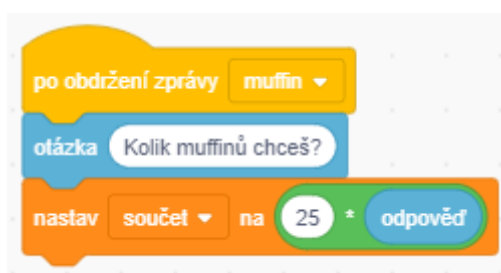 po obdržení zprávy muffin
otázka Kolik muffinů chceš?
nastav součet na 25 * odpověď